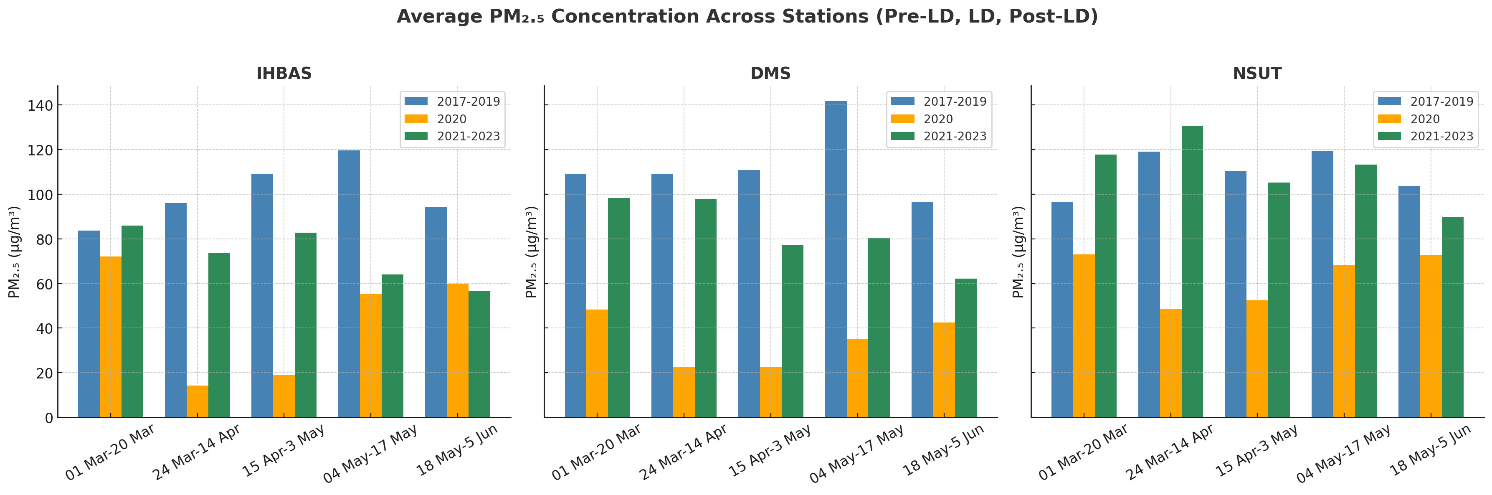 Average PM₂.₅ Concentration Across Stations (Pre-LD, LD, Post-LD)
IHBAS
PM₂.₅ (µg/m³)
140
120
100
80
60
40
20
0
2017-2019
2020
2021-2023
01 Mar-20 Mar
24 Mar-14 Apr
15 Apr-3 May
04 May-17 May
18 May-5 Jun
DMS
PM₂.₅ (µg/m³)
2017-2019
2020
2021-2023
01 Mar-20 Mar
24 Mar-14 Apr
15 Apr-3 May
04 May-17 May
18 May-5 Jun
NSUT
PM₂.₅ (µg/m³)
2017-2019
2020
2021-2023
01 Mar-20 Mar
24 Mar-14 Apr
15 Apr-3 May
04 May-17 May
18 May-5 Jun